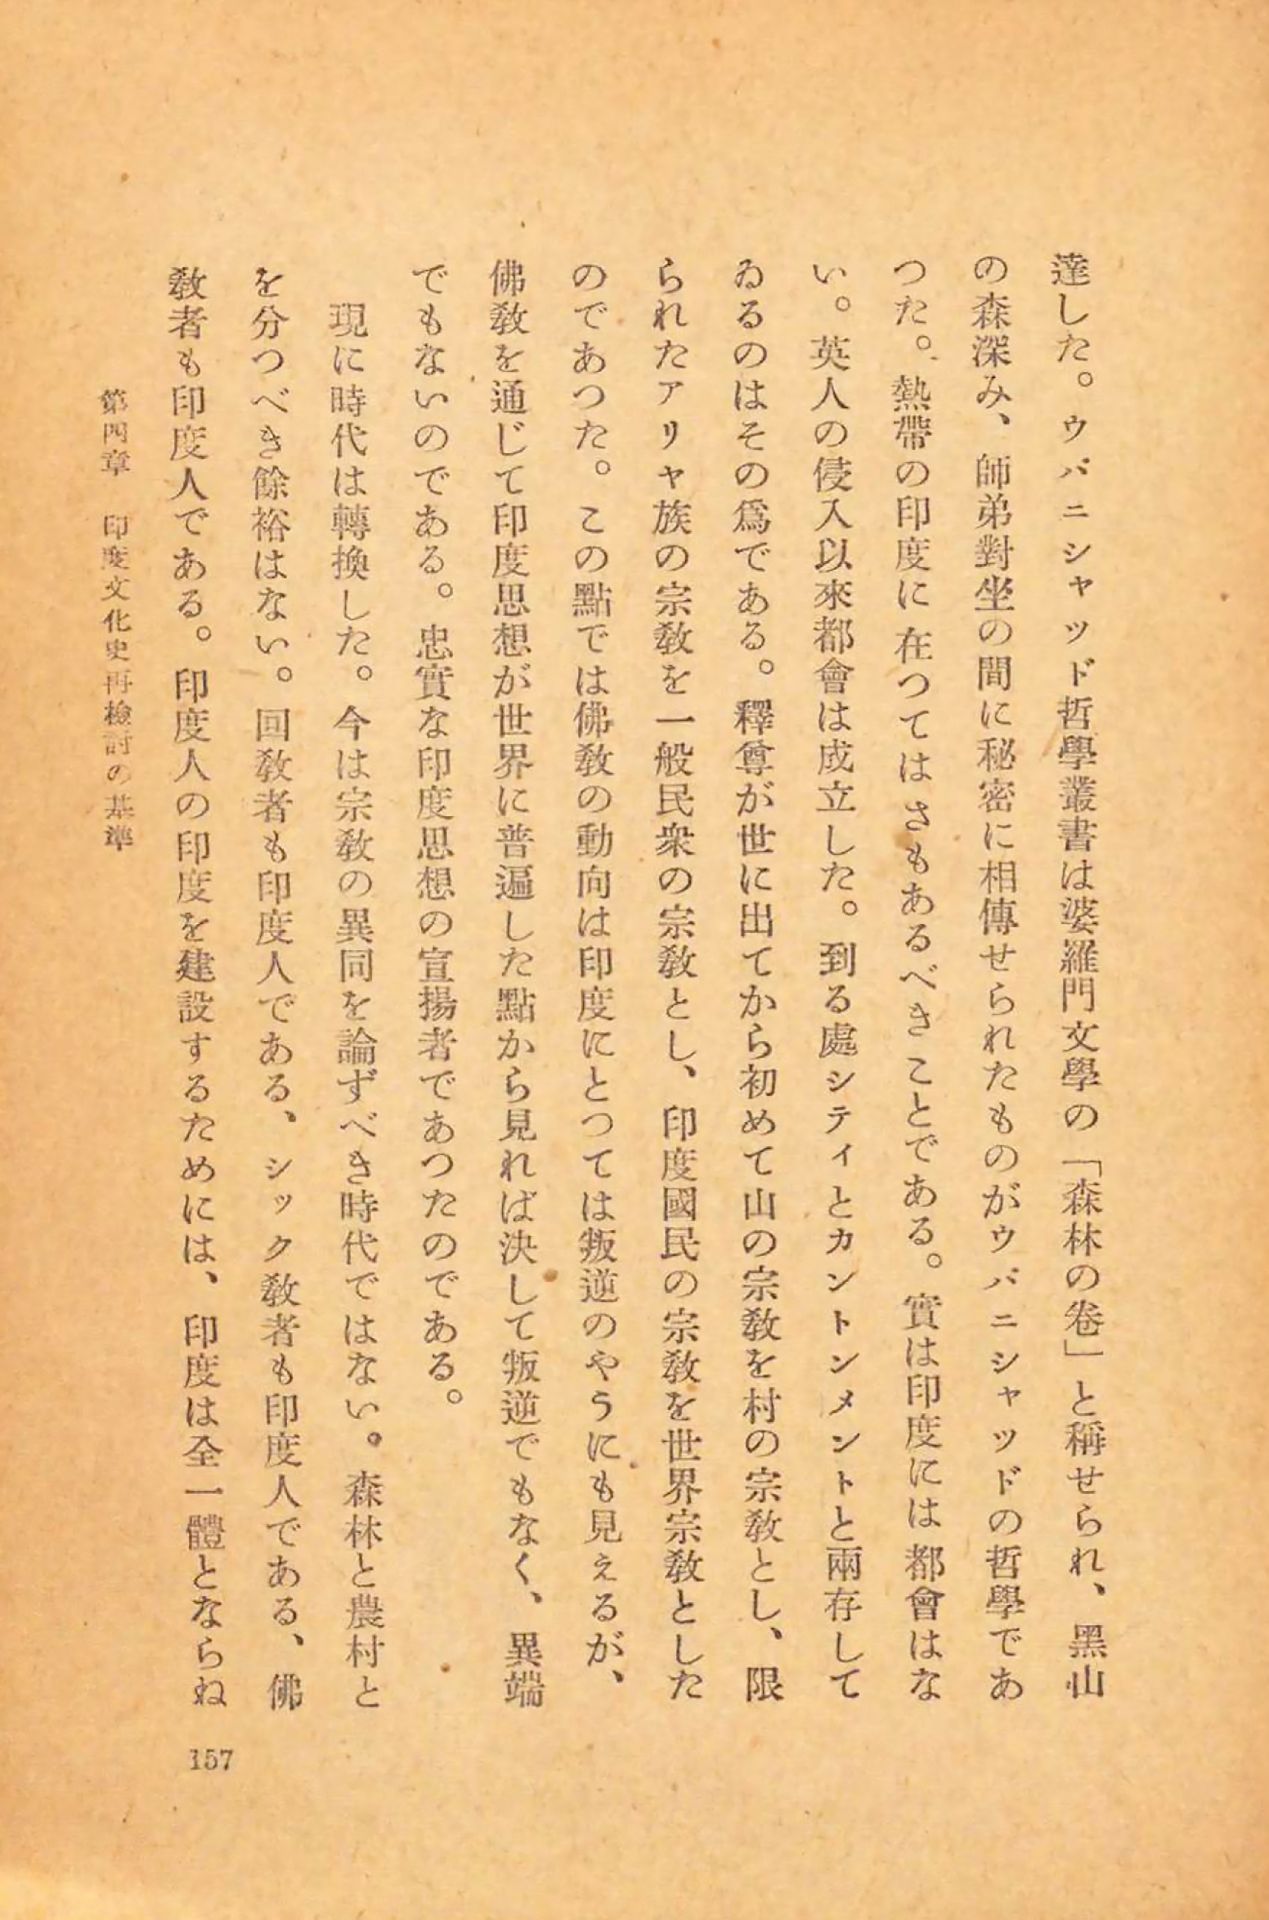 達した。ウパニシャッド哲學叢書は婆羅門文學の「森林の卷」と稱せられ、黑山
の森深み、師弟對坐の間に秘密に相傳せられたものがウパニシャッドの哲學であ
つた。熱帶の印度に在つてはさもあるべきことである。實は印度には都會はな
い。英人の侵入以來都會は成立した。到る處シティとカントンメントと兩存して
ゐるのはその爲である。釋尊が世に出てから初めて山の宗敎を村の宗敎とし、限
られたアリヤ族の宗敎を一般民衆の宗敎とし、印度國民の宗敎を世界宗敎とした
のであつた。この點では佛敎の動向は印度にとつては叛逆のやうにも見えるが、
佛敎を通じて印度思想が世界に普遍した點から見れば決して叛逆でもなく、異端
でもないのである。忠實な印度思想の宣揚者であつたのである。
現に時代は轉換した。今は宗敎の異同を論ずべき時代ではない。森林と農村と
を分つべき餘裕はない。回敎者も印度人である、シック敎者も印度人である、佛
敎者も印度人である。印度人の印度を建設するためには、印度は全一體とならね
第四章　印度文化史再檢討の基準
157